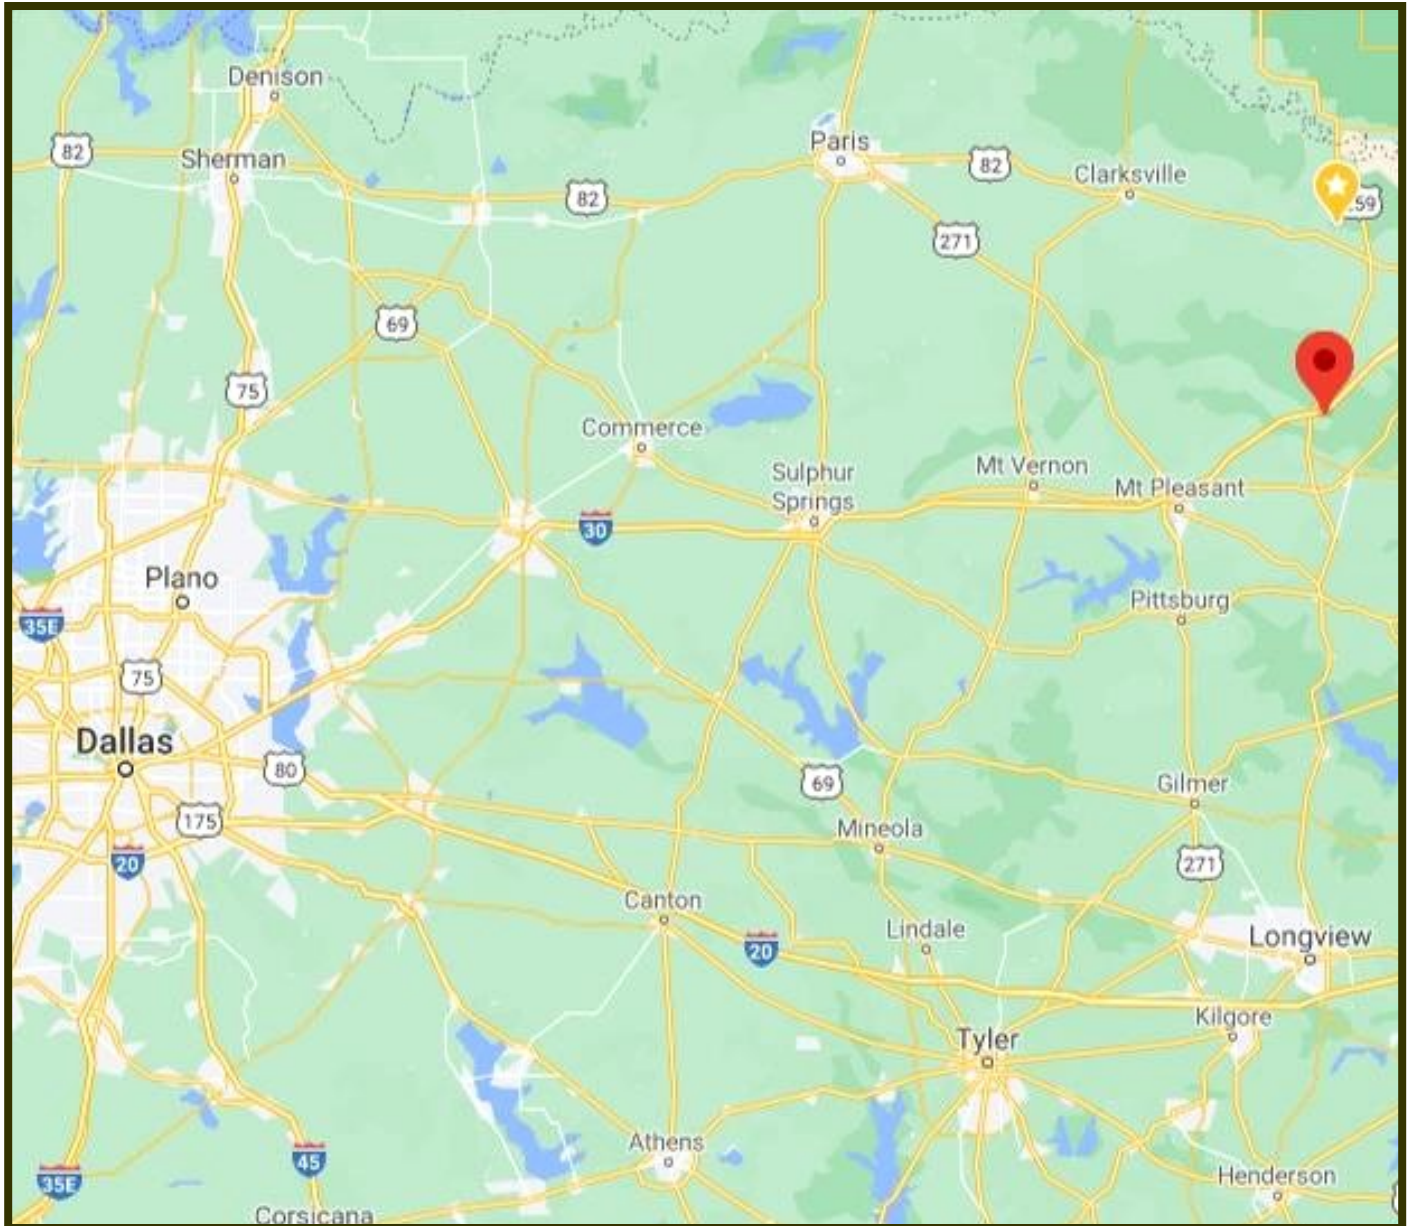 Denison
Paris
82
Sherman
82
Clarksville
82
59
271
69
75
Commerce
Sulphur
Springs
Mt Vernon
Mt Pleasant
30
Plano
Pittsburg
35E
75
Dallas
80
69
Gilmer
175
Mineola
20
271
Canton
Lindale
Longview
20
Kilgore
Tyler
Athens
45
35E
Henderson
Corsicana